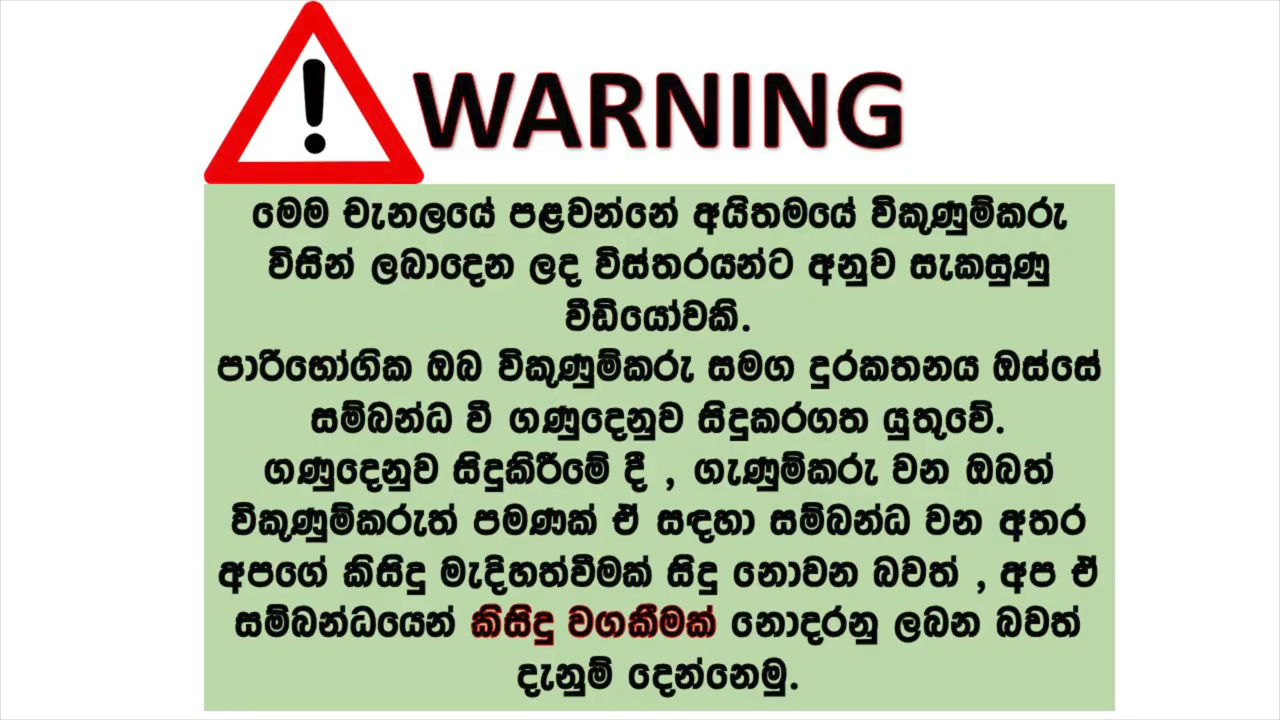 WARNING
මෙම චැනලයේ පළවන්නේ අයිතමයේ විකුණුම්කරු
විසින් ලබාදෙන ලද විස්තරයන්ට අනුව සැකසුණු
වීඩියෝවකි.
පාරිභෝගික ඔබ විකුණුම්කරු සමග දුරකතනය ඔස්සේ
සම්බන්ධ වී ගණුදෙනුව සිදුකරගත යුතුවේ.
ගණුදෙනුව සිදුකිරීමේ දී , ගැණුම්කරු වන ඔබත්
විකුණුම්කරුත් පමණක් ඒ සඳහා සම්බන්ධ වන අතර
අපගේ කිසිදු මැදිහත්වීමක් සිදු නොවන බවත් , අප ඒ
සම්බන්ධයෙන් කිසිදු වගකීමක් නොදරනු ලබන බවත්
දැනුම් දෙන්නෙමු.